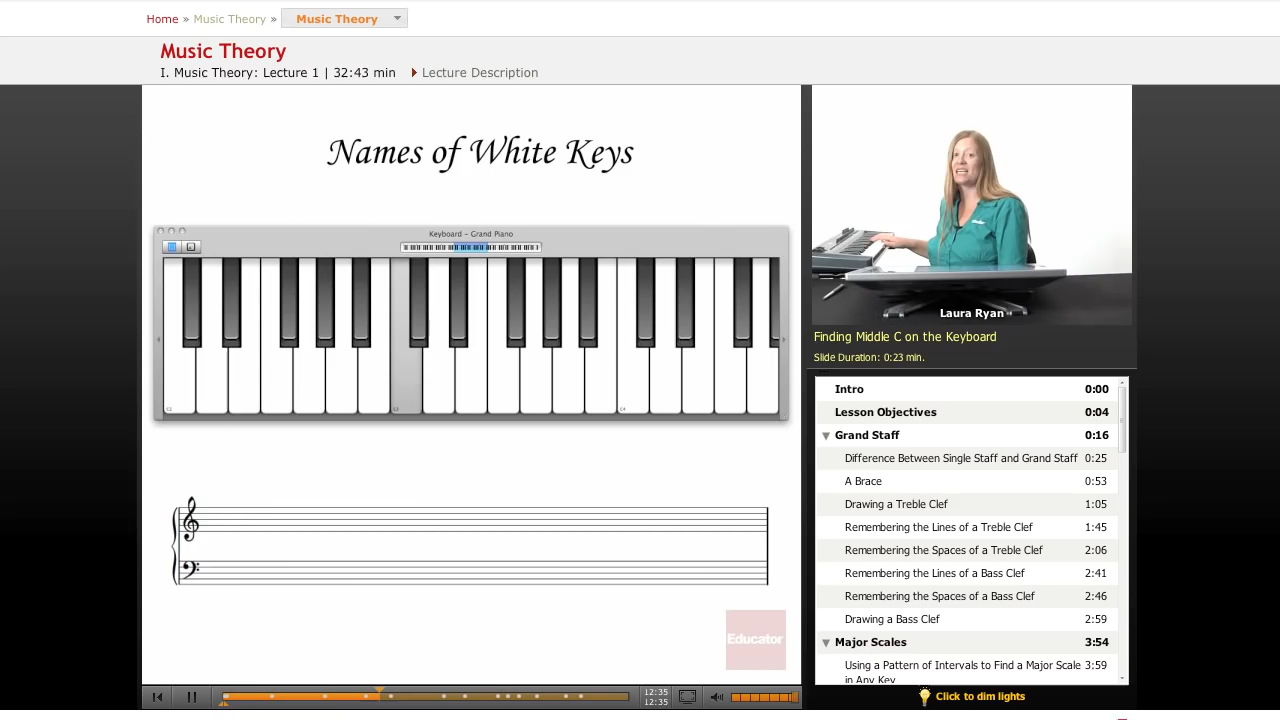 Home » Music Theory » Music Theory
Music Theory
I. Music Theory: Lecture 1 | 32:43 min Lecture Description
Names of White Keys
Keyboard – Grand Piano
C2 C3 C4
Educator
12:35
12:35
Laura Ryan
Finding Middle C on the Keyboard
Slide Duration: 0:23 min.
Intro 0:00
Lesson Objectives 0:04
Grand Staff 0:16
Difference Between Single Staff and Grand Staff 0:25
A Brace 0:53
Drawing a Treble Clef 1:05
Remembering the Lines of a Treble Clef 1:45
Remembering the Spaces of a Treble Clef 2:06
Remembering the Lines of a Bass Clef 2:41
Remembering the Spaces of a Bass Clef 2:46
Drawing a Bass Clef 2:59
Major Scales 3:54
Using a Pattern of Intervals to Find a Major Scale 3:59
in Any Key
Click to dim lights